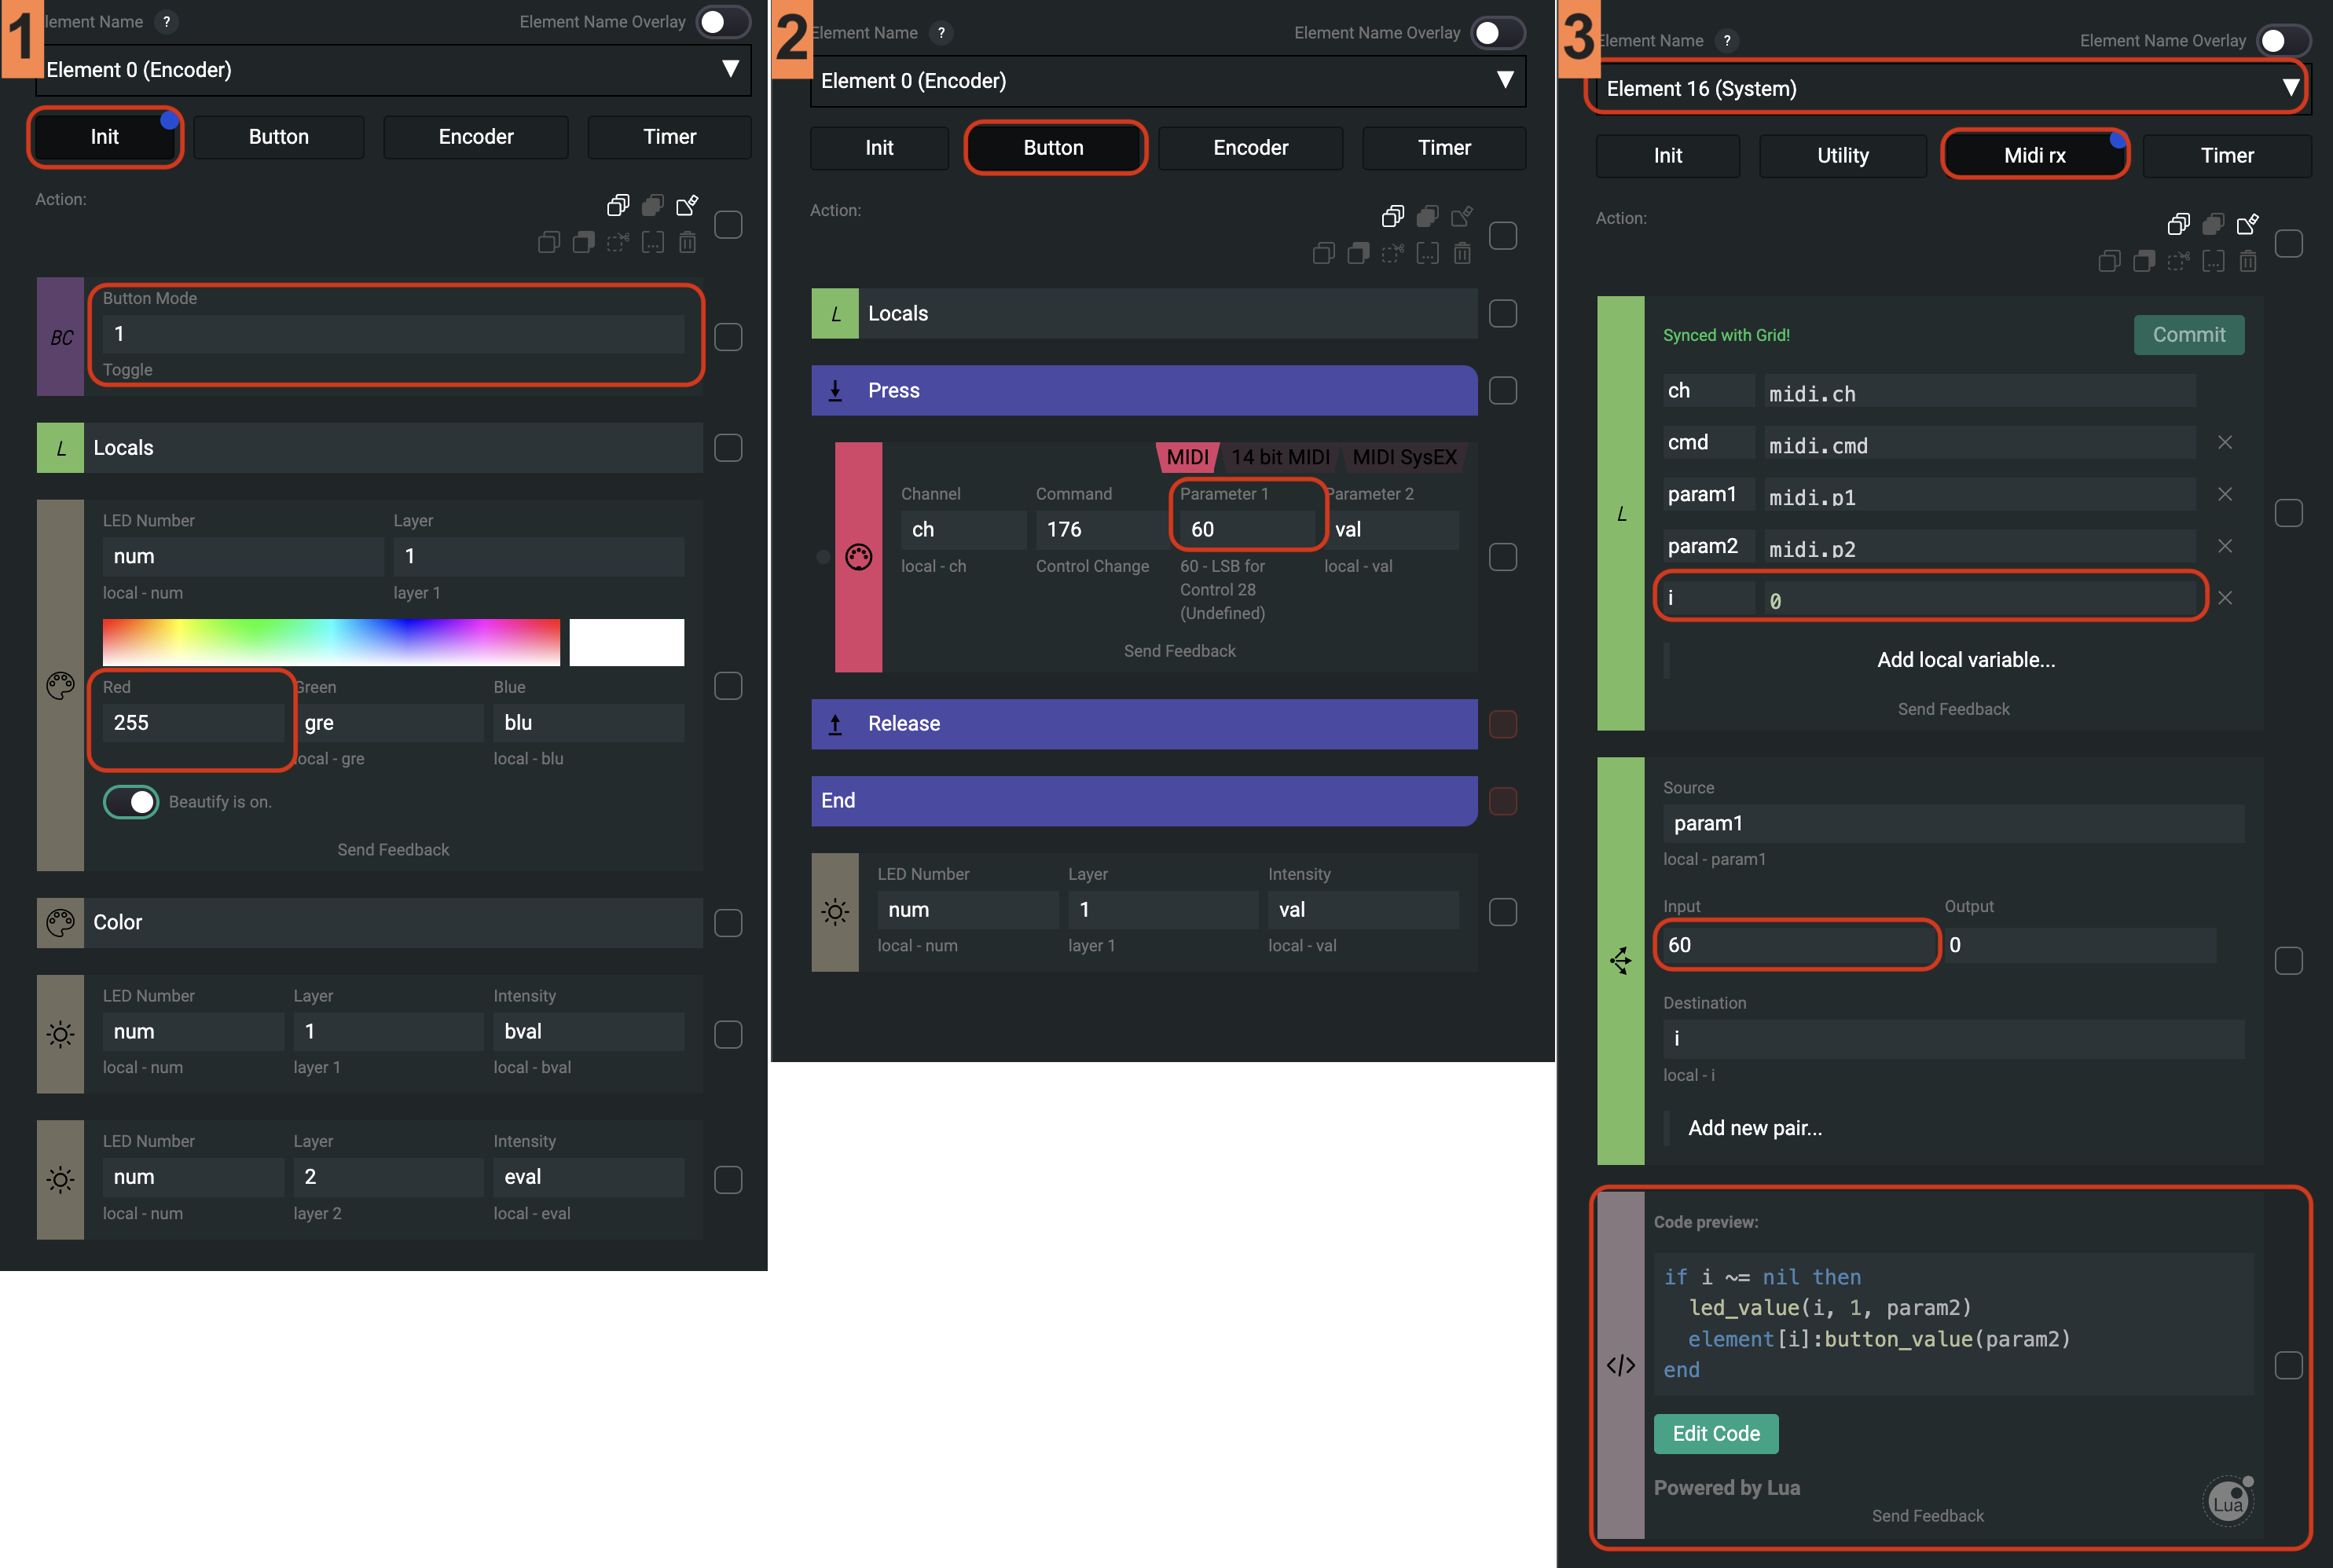 1
Element Name ? Element Name Overlay
Element 0 (Encoder) ▼
Init Button Encoder Timer
Action:
BC
Button Mode
1
Toggle
L Locals
LED Number Layer
num 1
local - num layer 1
Red Green Blue
255 gre blu
local - gre local - blu
Beautify is on.
Send Feedback
Color
LED Number Layer Intensity
num 1 bval
local - num layer 1 local - bval
LED Number Layer Intensity
num 2 eval
local - num layer 2 local - eval
2
Element Name ? Element Name Overlay
Element 0 (Encoder) ▼
Init Button Encoder Timer
Action:
L Locals
Press
MIDI 14 bit MIDI MIDI SysEX
Channel Command Parameter 1 Parameter 2
ch 176 60 val
local - ch Control Change 60 - LSB for local - val
Control 28
(Undefined)
Send Feedback
Release
End
LED Number Layer Intensity
num 1 val
local - num layer 1 local - val
3
Element Name ? Element Name Overlay
Element 16 (System) ▼
Init Utility Midi rx Timer
Action:
L
Synced with Grid! Commit
ch midi.ch
cmd midi.cmd
param1 midi.p1
param2 midi.p2
i 0
Add local variable...
Send Feedback
Source
param1
local - param1
Input Output
60 0
Destination
i
local - i
Add new pair...
Code preview:
if i ~= nil then
led_value(i, 1, param2)
element[i]:button_value(param2)
end
</>
Edit Code
Powered by Lua
Lua
Send Feedback